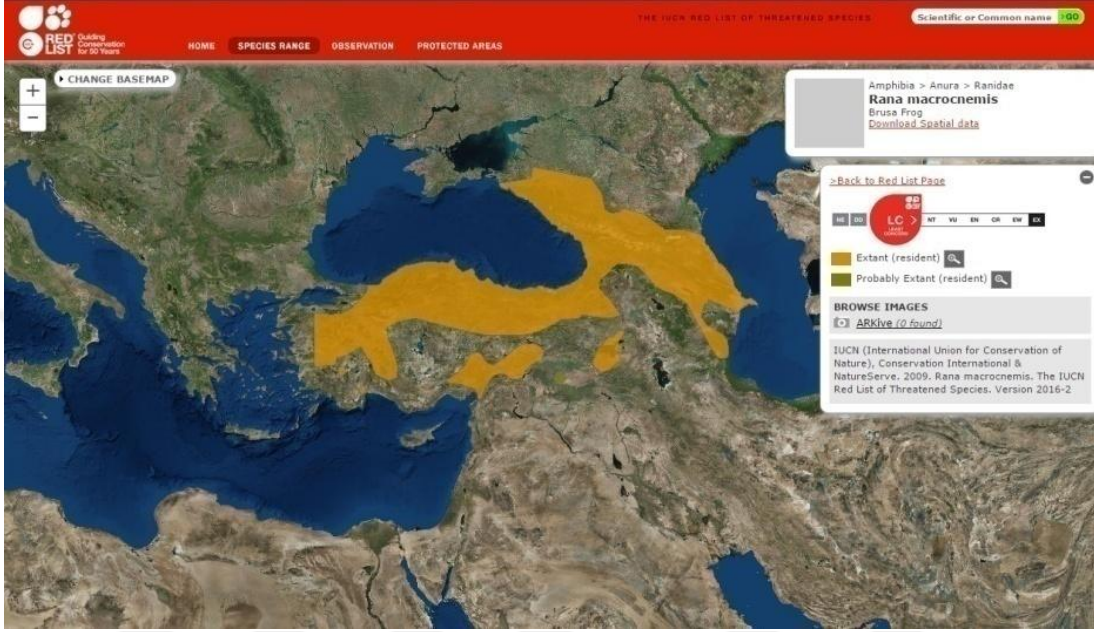 RED LIST
Guiding Conservation for 50 Years
THE IUCN RED LIST OF THREATENED SPECIES
Scientific or Common name >GO
HOME SPECIES RANGE OBSERVATION PROTECTED AREAS
+
−
CHANGE BASEMAP
Amphibia > Anura > Ranidae
Rana macrocnemis
Brusa Frog
Download Spatial data
>Back to Red List Page
NE DD LC > NT VU EN CR EW EX
LEAST CONCERN
Extant (resident)
Probably Extant (resident)
BROWSE IMAGES
ARKive (0 found)
IUCN (International Union for Conservation of
Nature), Conservation International &
NatureServe. 2009. Rana macrocnemis. The IUCN
Red List of Threatened Species. Version 2016-2